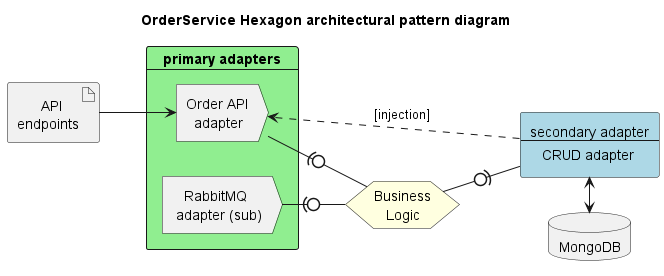 OrderService Hexagon architectural pattern diagram
primary adapters
API
endpoints
Order API
adapter
[injection]
secondary adapter
CRUD adapter
RabbitMQ
adapter (sub)
Business
Logic
MongoDB